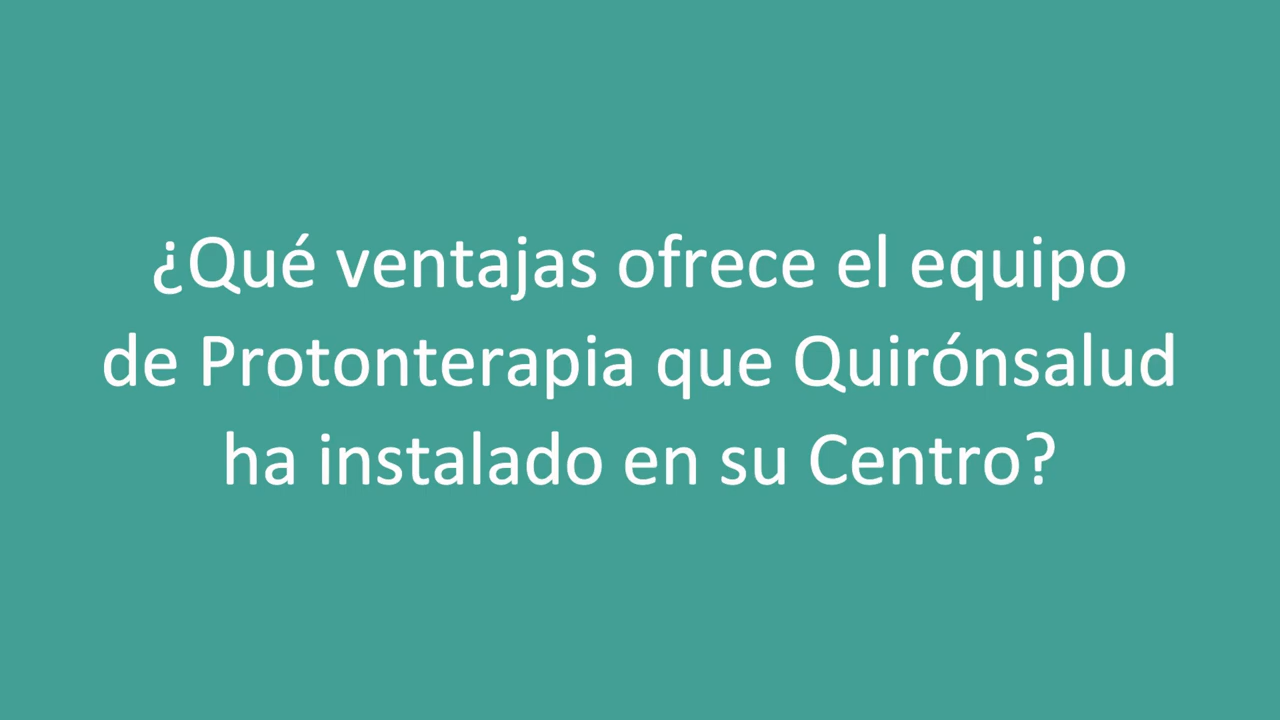 ¿Qué ventajas ofrece el equipo
de Protonterapia que Quirónsalud
ha instalado en su Centro?